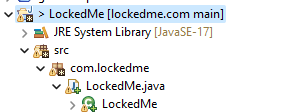 > LockedMe [lockedme.com main]
JRE System Library [JavaSE-17]
src
com.lockedme
LockedMe.java
LockedMe